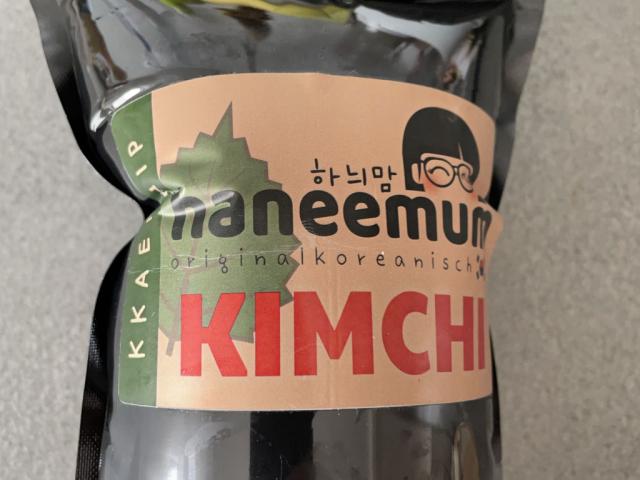 하늬맘
haneemum
originalkoreanisch
KIMCHI